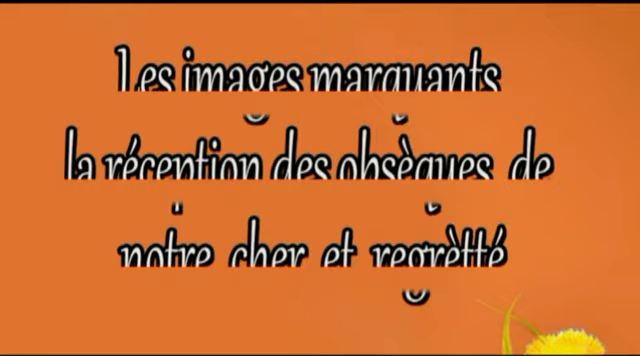 Les images marquants
la réception des obsèques de
notre cher et regrètté